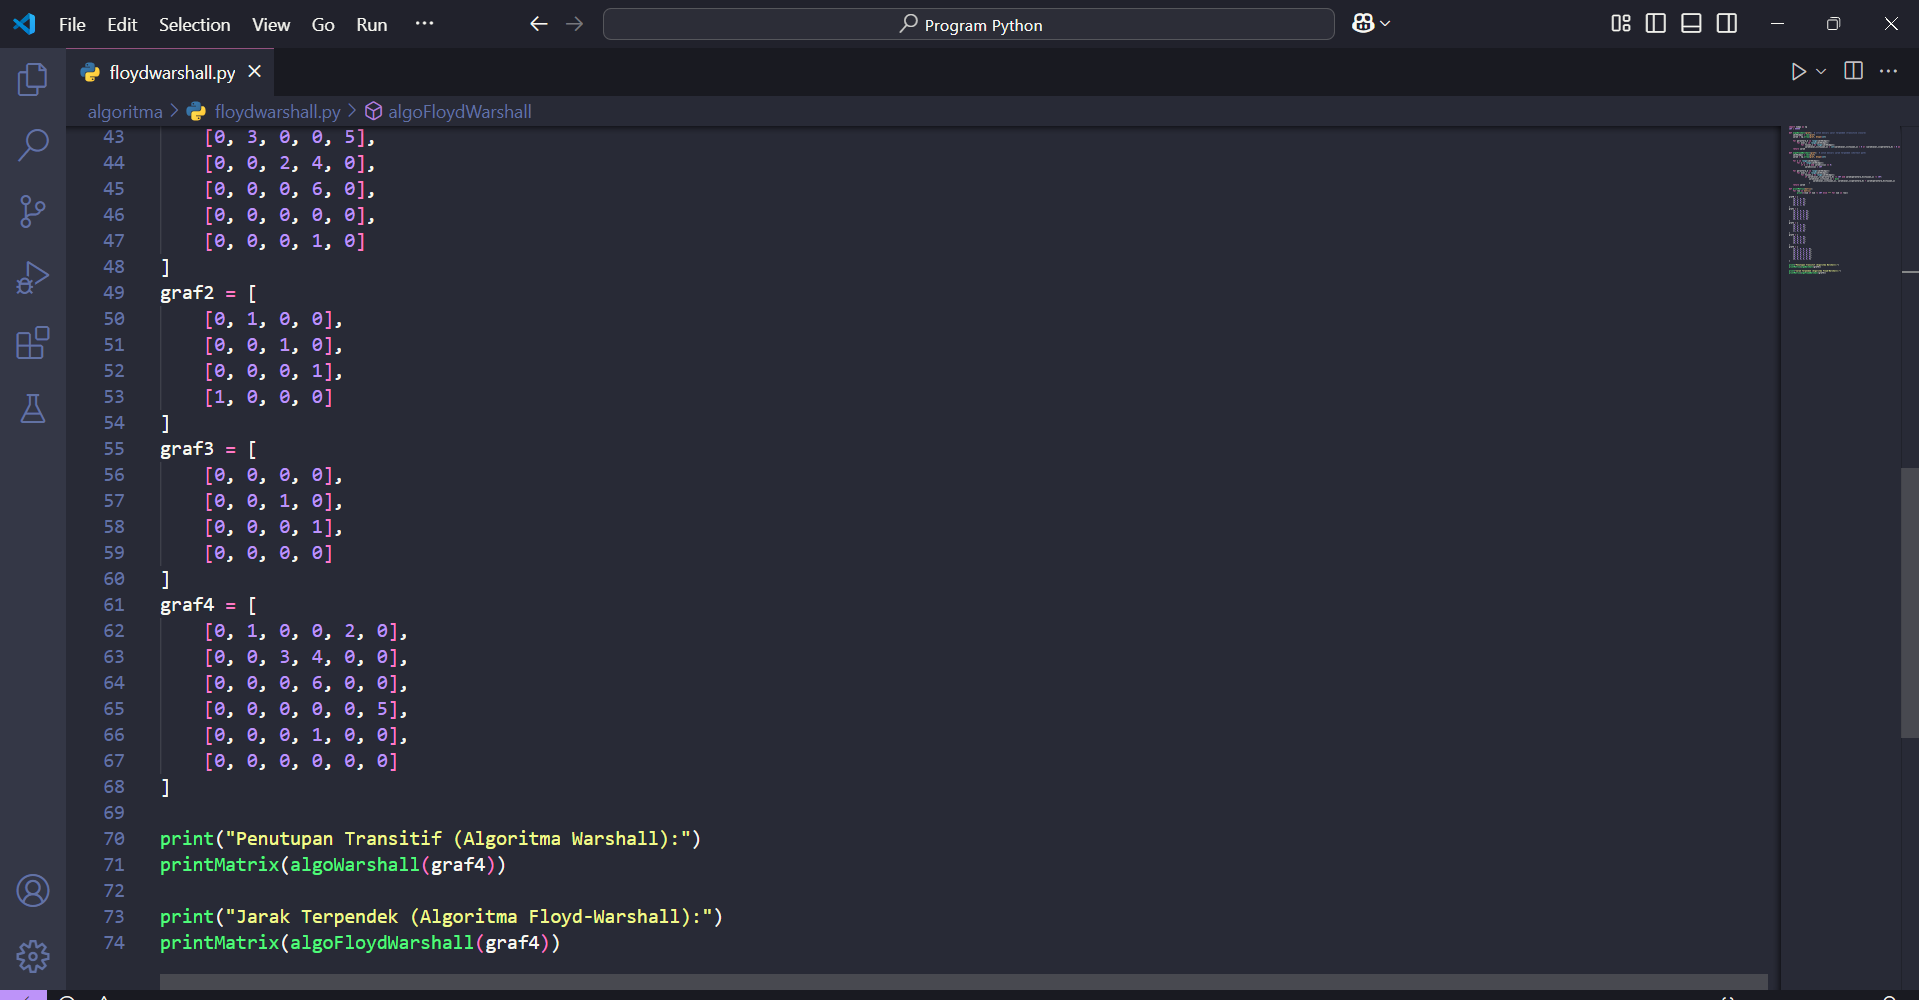 File Edit Selection View Go Run ··· Program Python
floydwarshall.py
algoritma > floydwarshall.py > algoFloydWarshall
43 [0, 3, 0, 0, 5],
44 [0, 0, 2, 4, 0],
45 [0, 0, 0, 6, 0],
46 [0, 0, 0, 0, 0],
47 [0, 0, 0, 1, 0]
48 ]
49 graf2 = [
50 [0, 1, 0, 0],
51 [0, 0, 1, 0],
52 [0, 0, 0, 1],
53 [1, 0, 0, 0]
54 ]
55 graf3 = [
56 [0, 0, 0, 0],
57 [0, 0, 1, 0],
58 [0, 0, 0, 1],
59 [0, 0, 0, 0]
60 ]
61 graf4 = [
62 [0, 1, 0, 0, 2, 0],
63 [0, 0, 3, 4, 0, 0],
64 [0, 0, 0, 6, 0, 0],
65 [0, 0, 0, 0, 0, 5],
66 [0, 0, 0, 1, 0, 0],
67 [0, 0, 0, 0, 0, 0]
68 ]
69
70 print("Penutupan Transitif (Algoritma Warshall):")
71 printMatrix(algoWarshall(graf4))
72
73 print("Jarak Terpendek (Algoritma Floyd-Warshall):")
74 printMatrix(algoFloydWarshall(graf4))